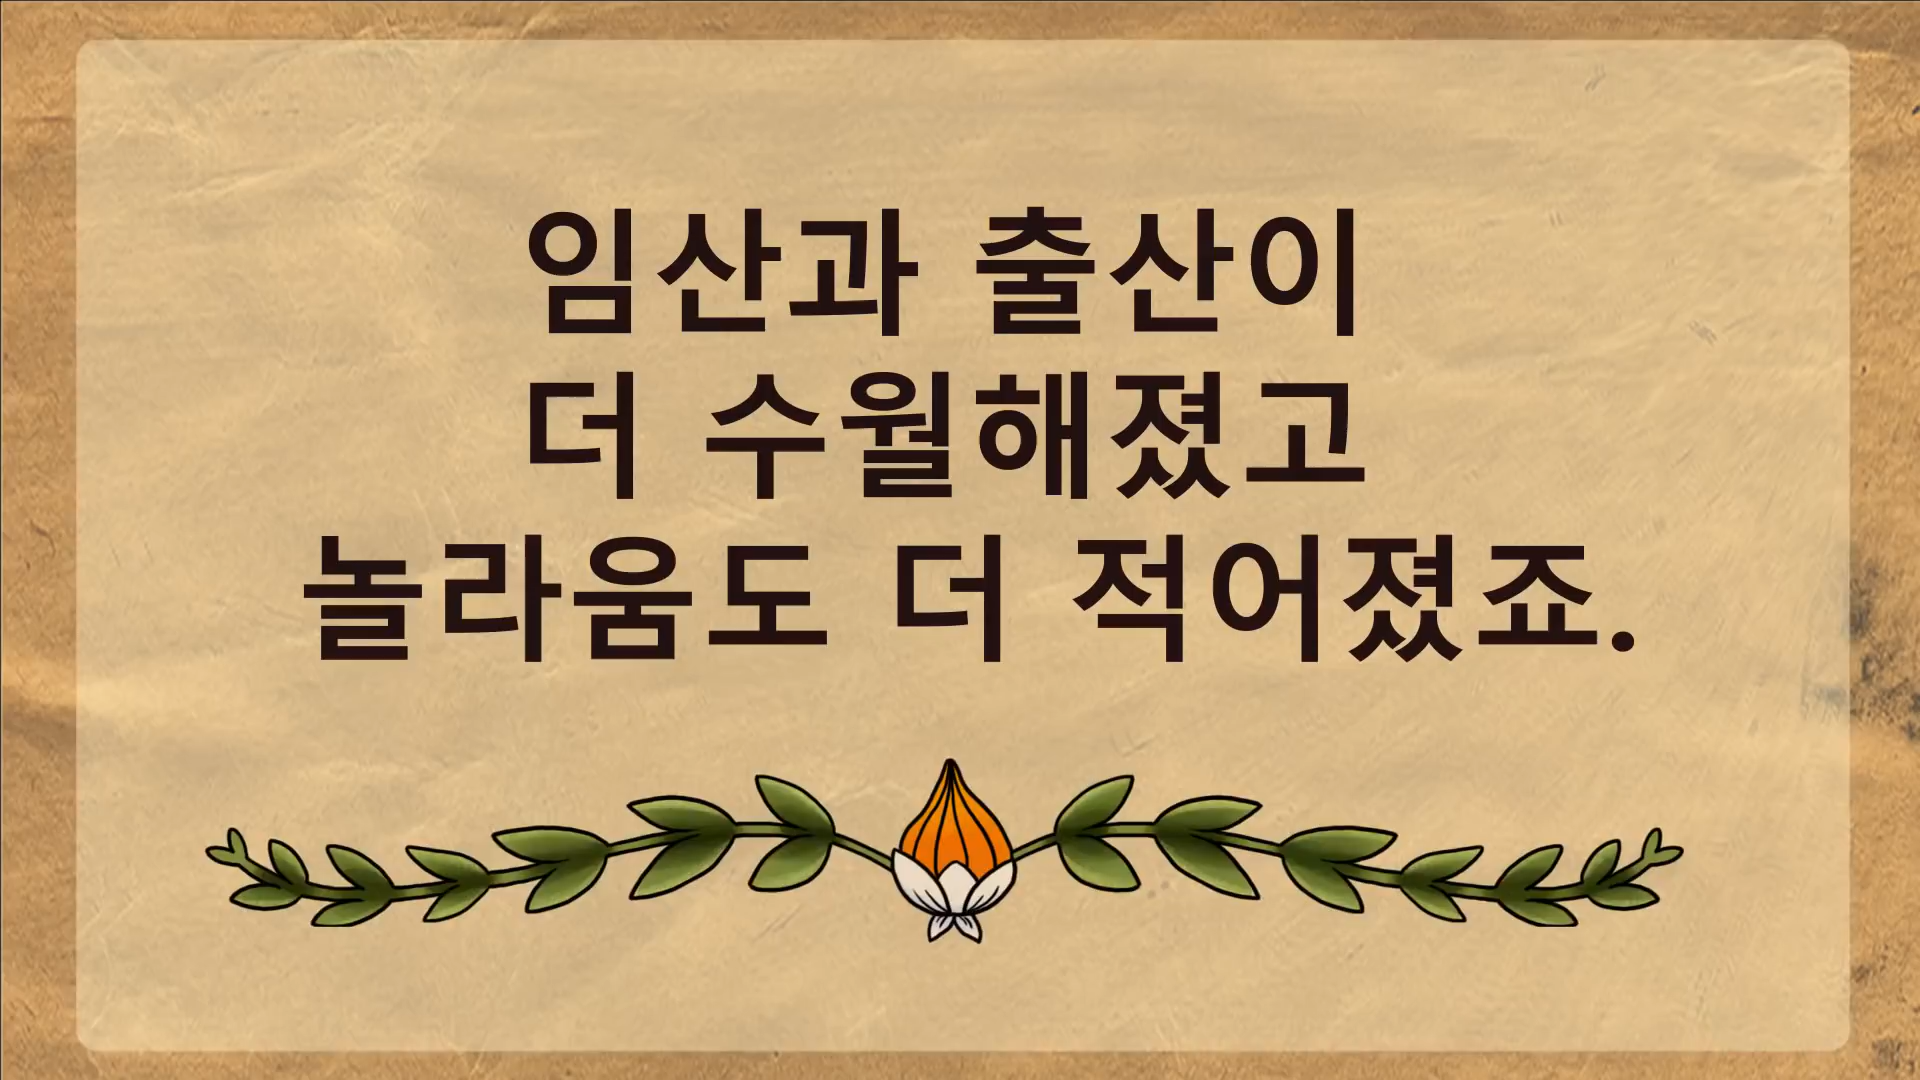 임산과 출산이
더 수월해졌고
놀라움도 더 적어졌죠.